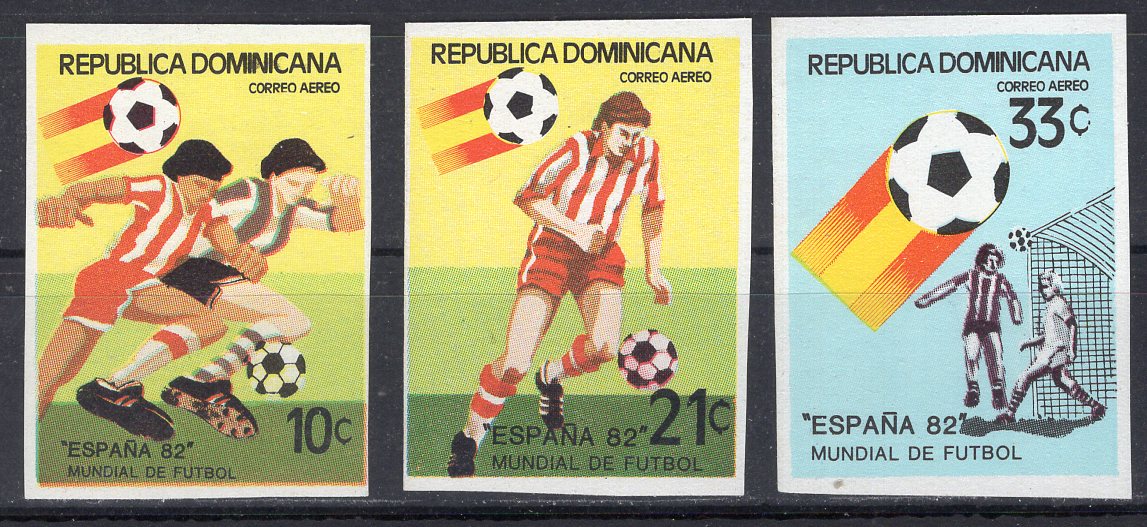 REPUBLICA DOMINICANA
CORREO AEREO
10¢
"ESPAÑA 82"
MUNDIAL DE FUTBOL
REPUBLICA DOMINICANA
CORREO AEREO
"ESPAÑA 82" 21¢
MUNDIAL DE FUTBOL
REPUBLICA DOMINICANA
CORREO AEREO
33¢
"ESPAÑA 82"
MUNDIAL DE FUTBOL